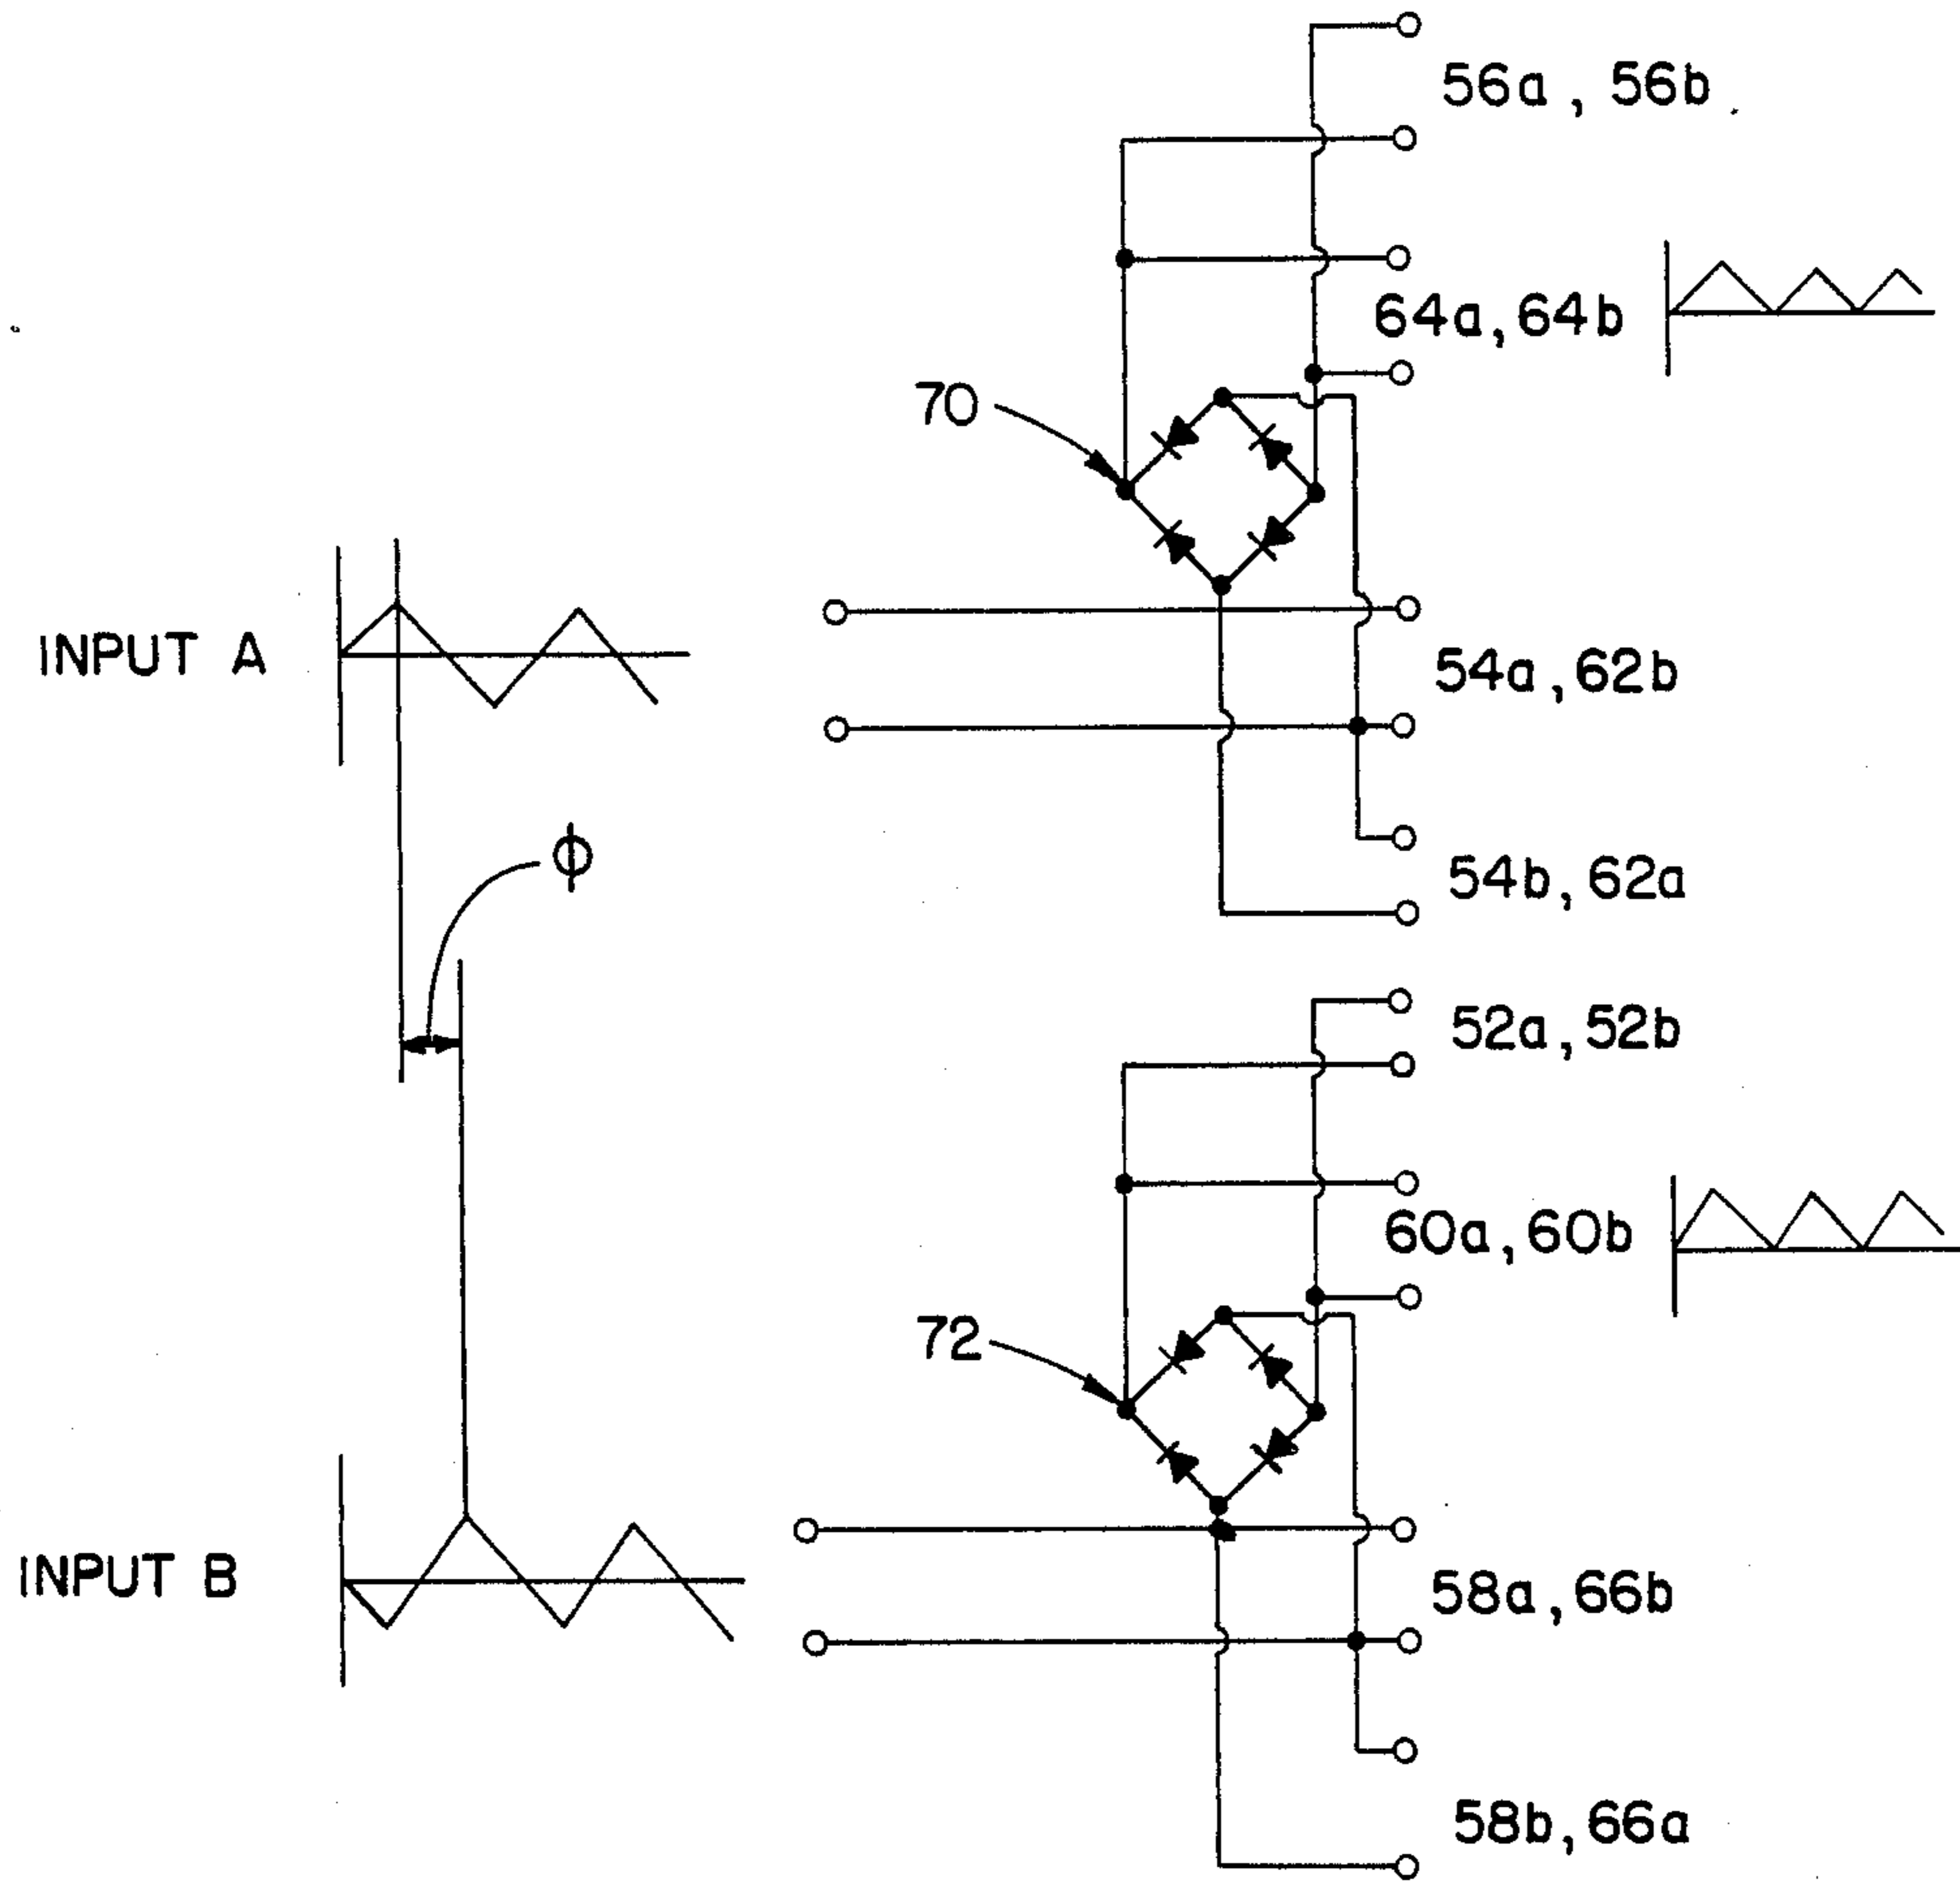 56a, 56b
64a, 64b
70
INPUT A
54a, 62b
ϕ
54b, 62a
52a, 52b
60a, 60b
72
INPUT B
58a, 66b
58b, 66a